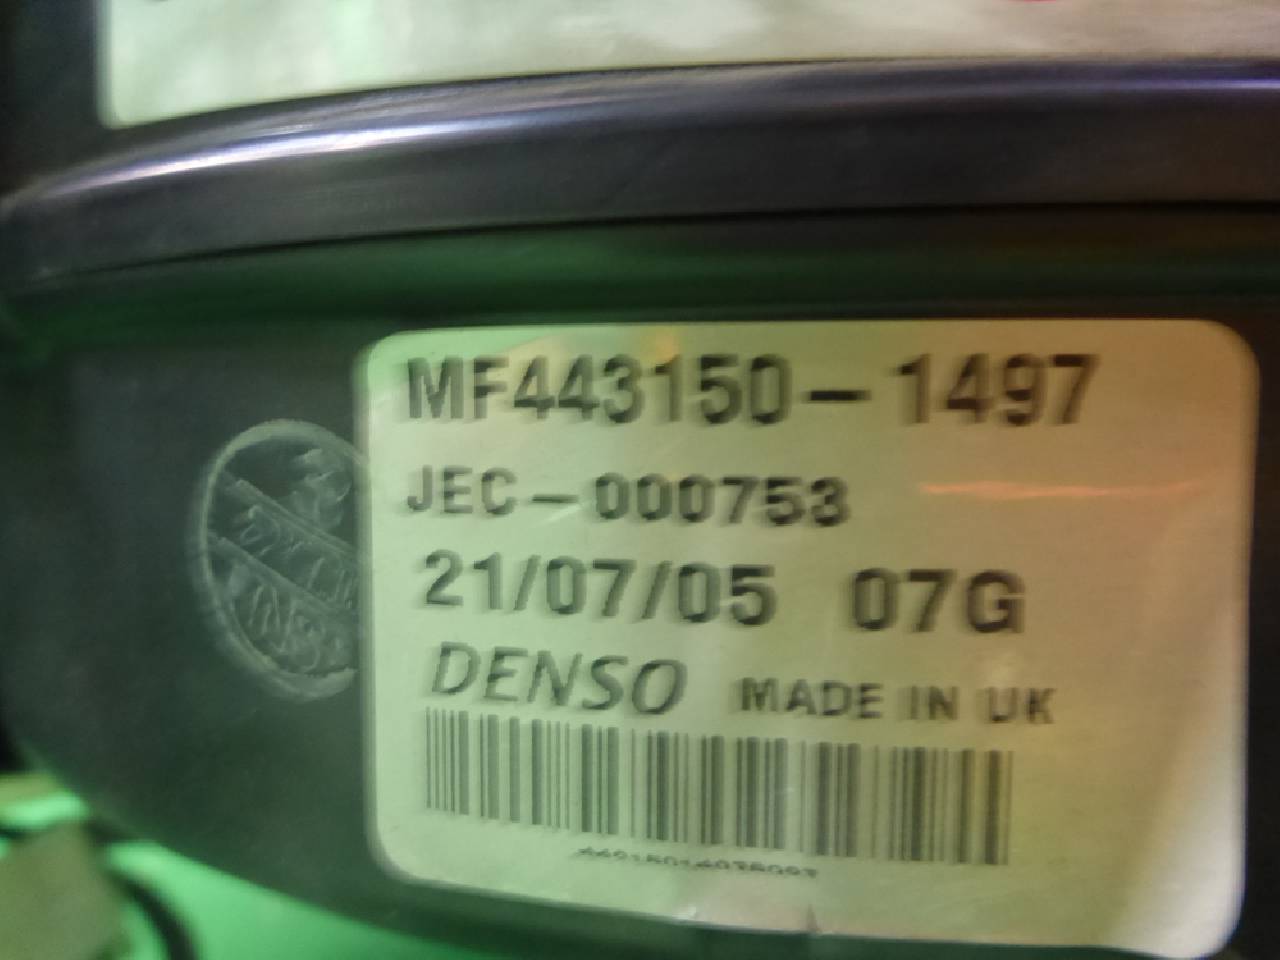 MF443150-1497
JEC-000753
21/07/05 07G
DENSO MADE IN UK